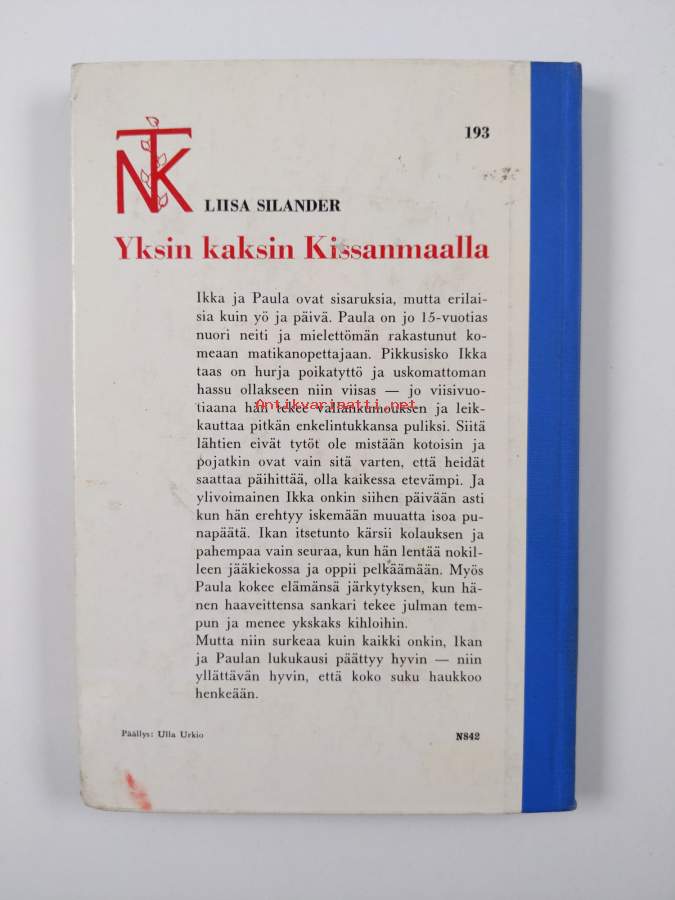 NTK
193
LIISA SILANDER
Yksin kaksin Kissanmaalla
Ikka ja Paula ovat sisaruksia, mutta erilai-
sia kuin yö ja päivä. Paula on jo 15-vuotias
nuori neiti ja mielettömän rakastunut ko-
meaan matikanopettajaan. Pikkusisko Ikka
taas on hurja poikatyttö ja uskomattoman
hassu ollakseen niin viisas — jo viisivuo-
Antikvariaatti.net
tiaana hän tekee vallankumouksen ja leik-
kauttaa pitkän enkelintukkansa puliksi. Siitä
lähtien eivät tytöt ole mistään kotoisin ja
pojatkin ovat vain sitä varten, että heidät
saattaa päihittää, olla kaikessa etevämpi. Ja
ylivoimainen Ikka onkin siihen päivään asti
kun hän erehtyy iskemään muuatta isoa pu-
napäätä. Ikan itsetunto kärsii kolauksen ja
pahempaa vain seuraa, kun hän lentää nokil-
leen jääkiekossa ja oppii pelkäämään. Myös
Paula kokee elämänsä järkytyksen, kun hä-
nen haaveittensa sankari tekee julman tem-
pun ja menee ykskaks kihloihin.
Mutta niin surkeaa kuin kaikki onkin, Ikan
ja Paulan lukukausi päättyy hyvin — niin
yllättävän hyvin, että koko suku haukkoo
henkeään.
Päällys: Ulla Urkio
N842